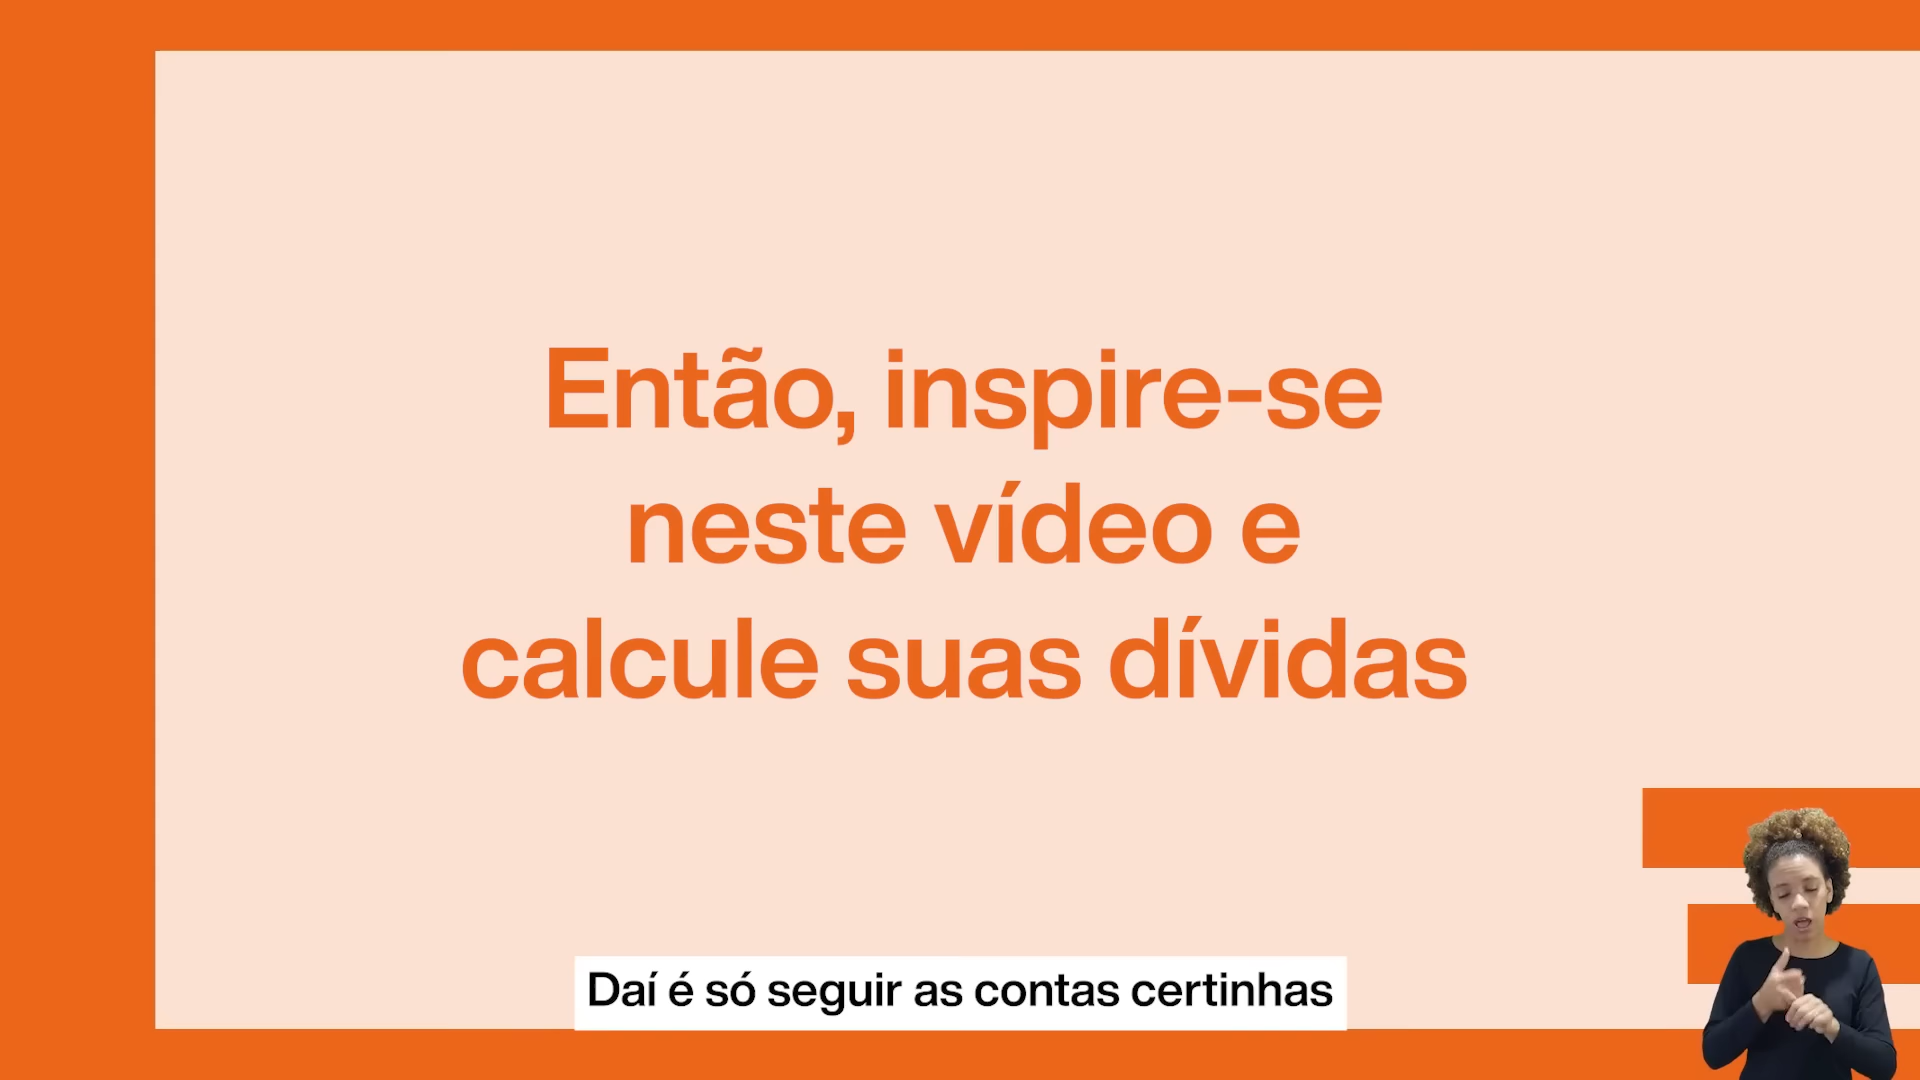 Então, inspire-se
neste vídeo e
calcule suas dívidas
Daí é só seguir as contas certinhas